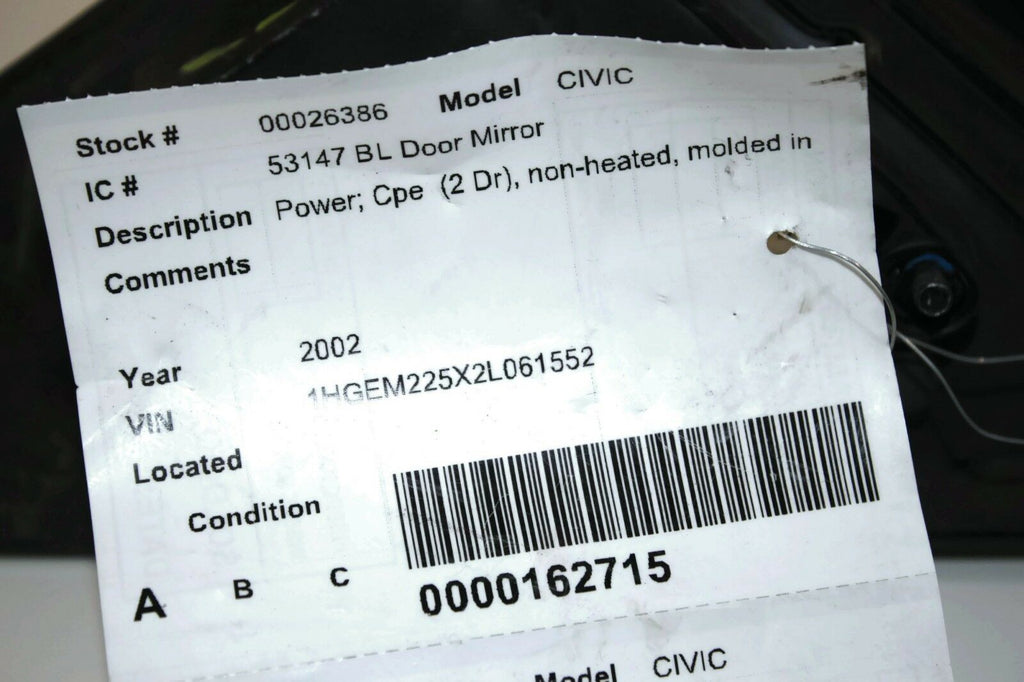 Stock # 00026386 Model CIVIC
IC # 53147 BL Door Mirror
Description Power; Cpe (2 Dr), non-heated, molded in
Comments
Year 2002
VIN 1HGEM225X2L061552
Located
Condition
A B C
0000162715
Model CIVIC